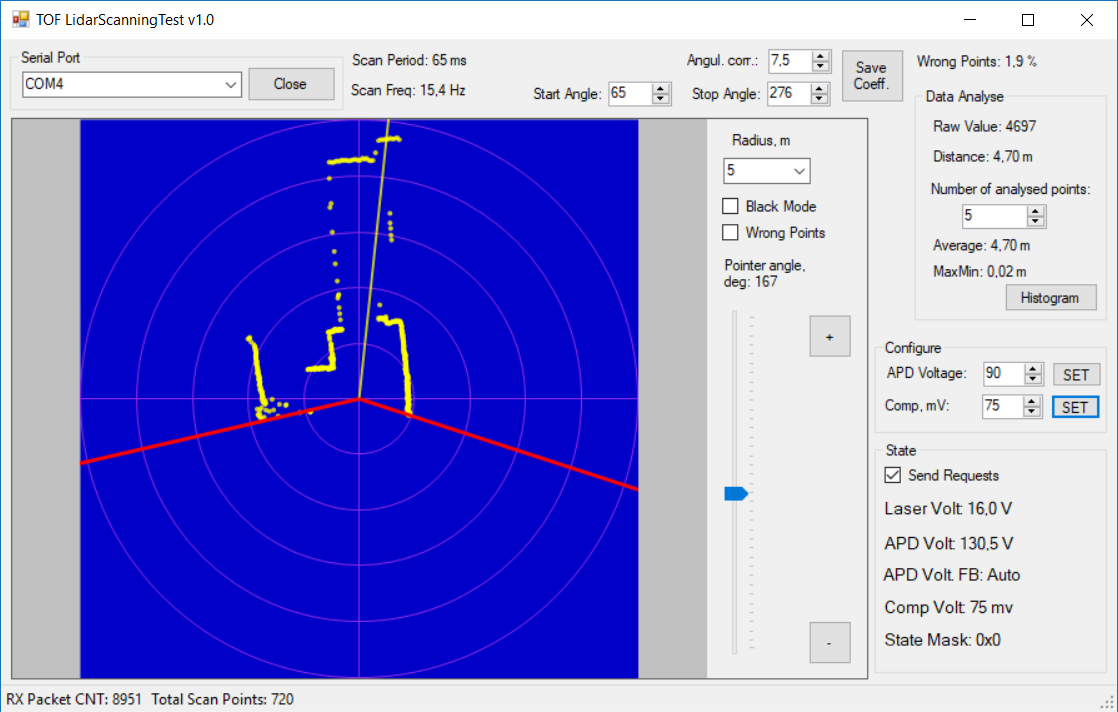 TOF LidarScanningTest v1.0
Serial Port
COM4
Close
Scan Period: 65 ms
Scan Freq: 15,4 Hz
Start Angle: 65
Angul. corr.: 7,5
Stop Angle: 276
Save
Coeff.
Wrong Points: 1,9 %
Data Analyse
Raw Value: 4697
Distance: 4,70 m
Number of analysed points:
5
Average: 4,70 m
MaxMin: 0,02 m
Histogram
Radius, m
5
Black Mode
Wrong Points
Pointer angle,
deg: 167
+
-
Configure
APD Voltage: 90 SET
Comp, mV: 75 SET
State
Send Requests
Laser Volt: 16,0 V
APD Volt: 130,5 V
APD Volt. FB: Auto
Comp Volt: 75 mv
State Mask: 0x0
RX Packet CNT: 8951 Total Scan Points: 720